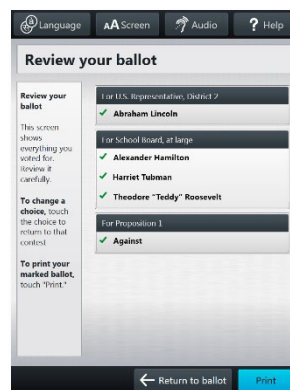 Language
AA Screen
Audio
? Help
Review your ballot
Review your
ballot
This screen
shows
everything you
voted for.
Review it
carefully.
To change a
choice, touch
the choice to
return to that
contest
To print your
marked ballot,
touch "Print."
For U.S. Representative, District 2
Abraham Lincoln
For School Board, at large
Alexander Hamilton
Harriet Tubman
Theodore "Teddy" Roosevelt
For Proposition 1
Against
Return to ballot
Print